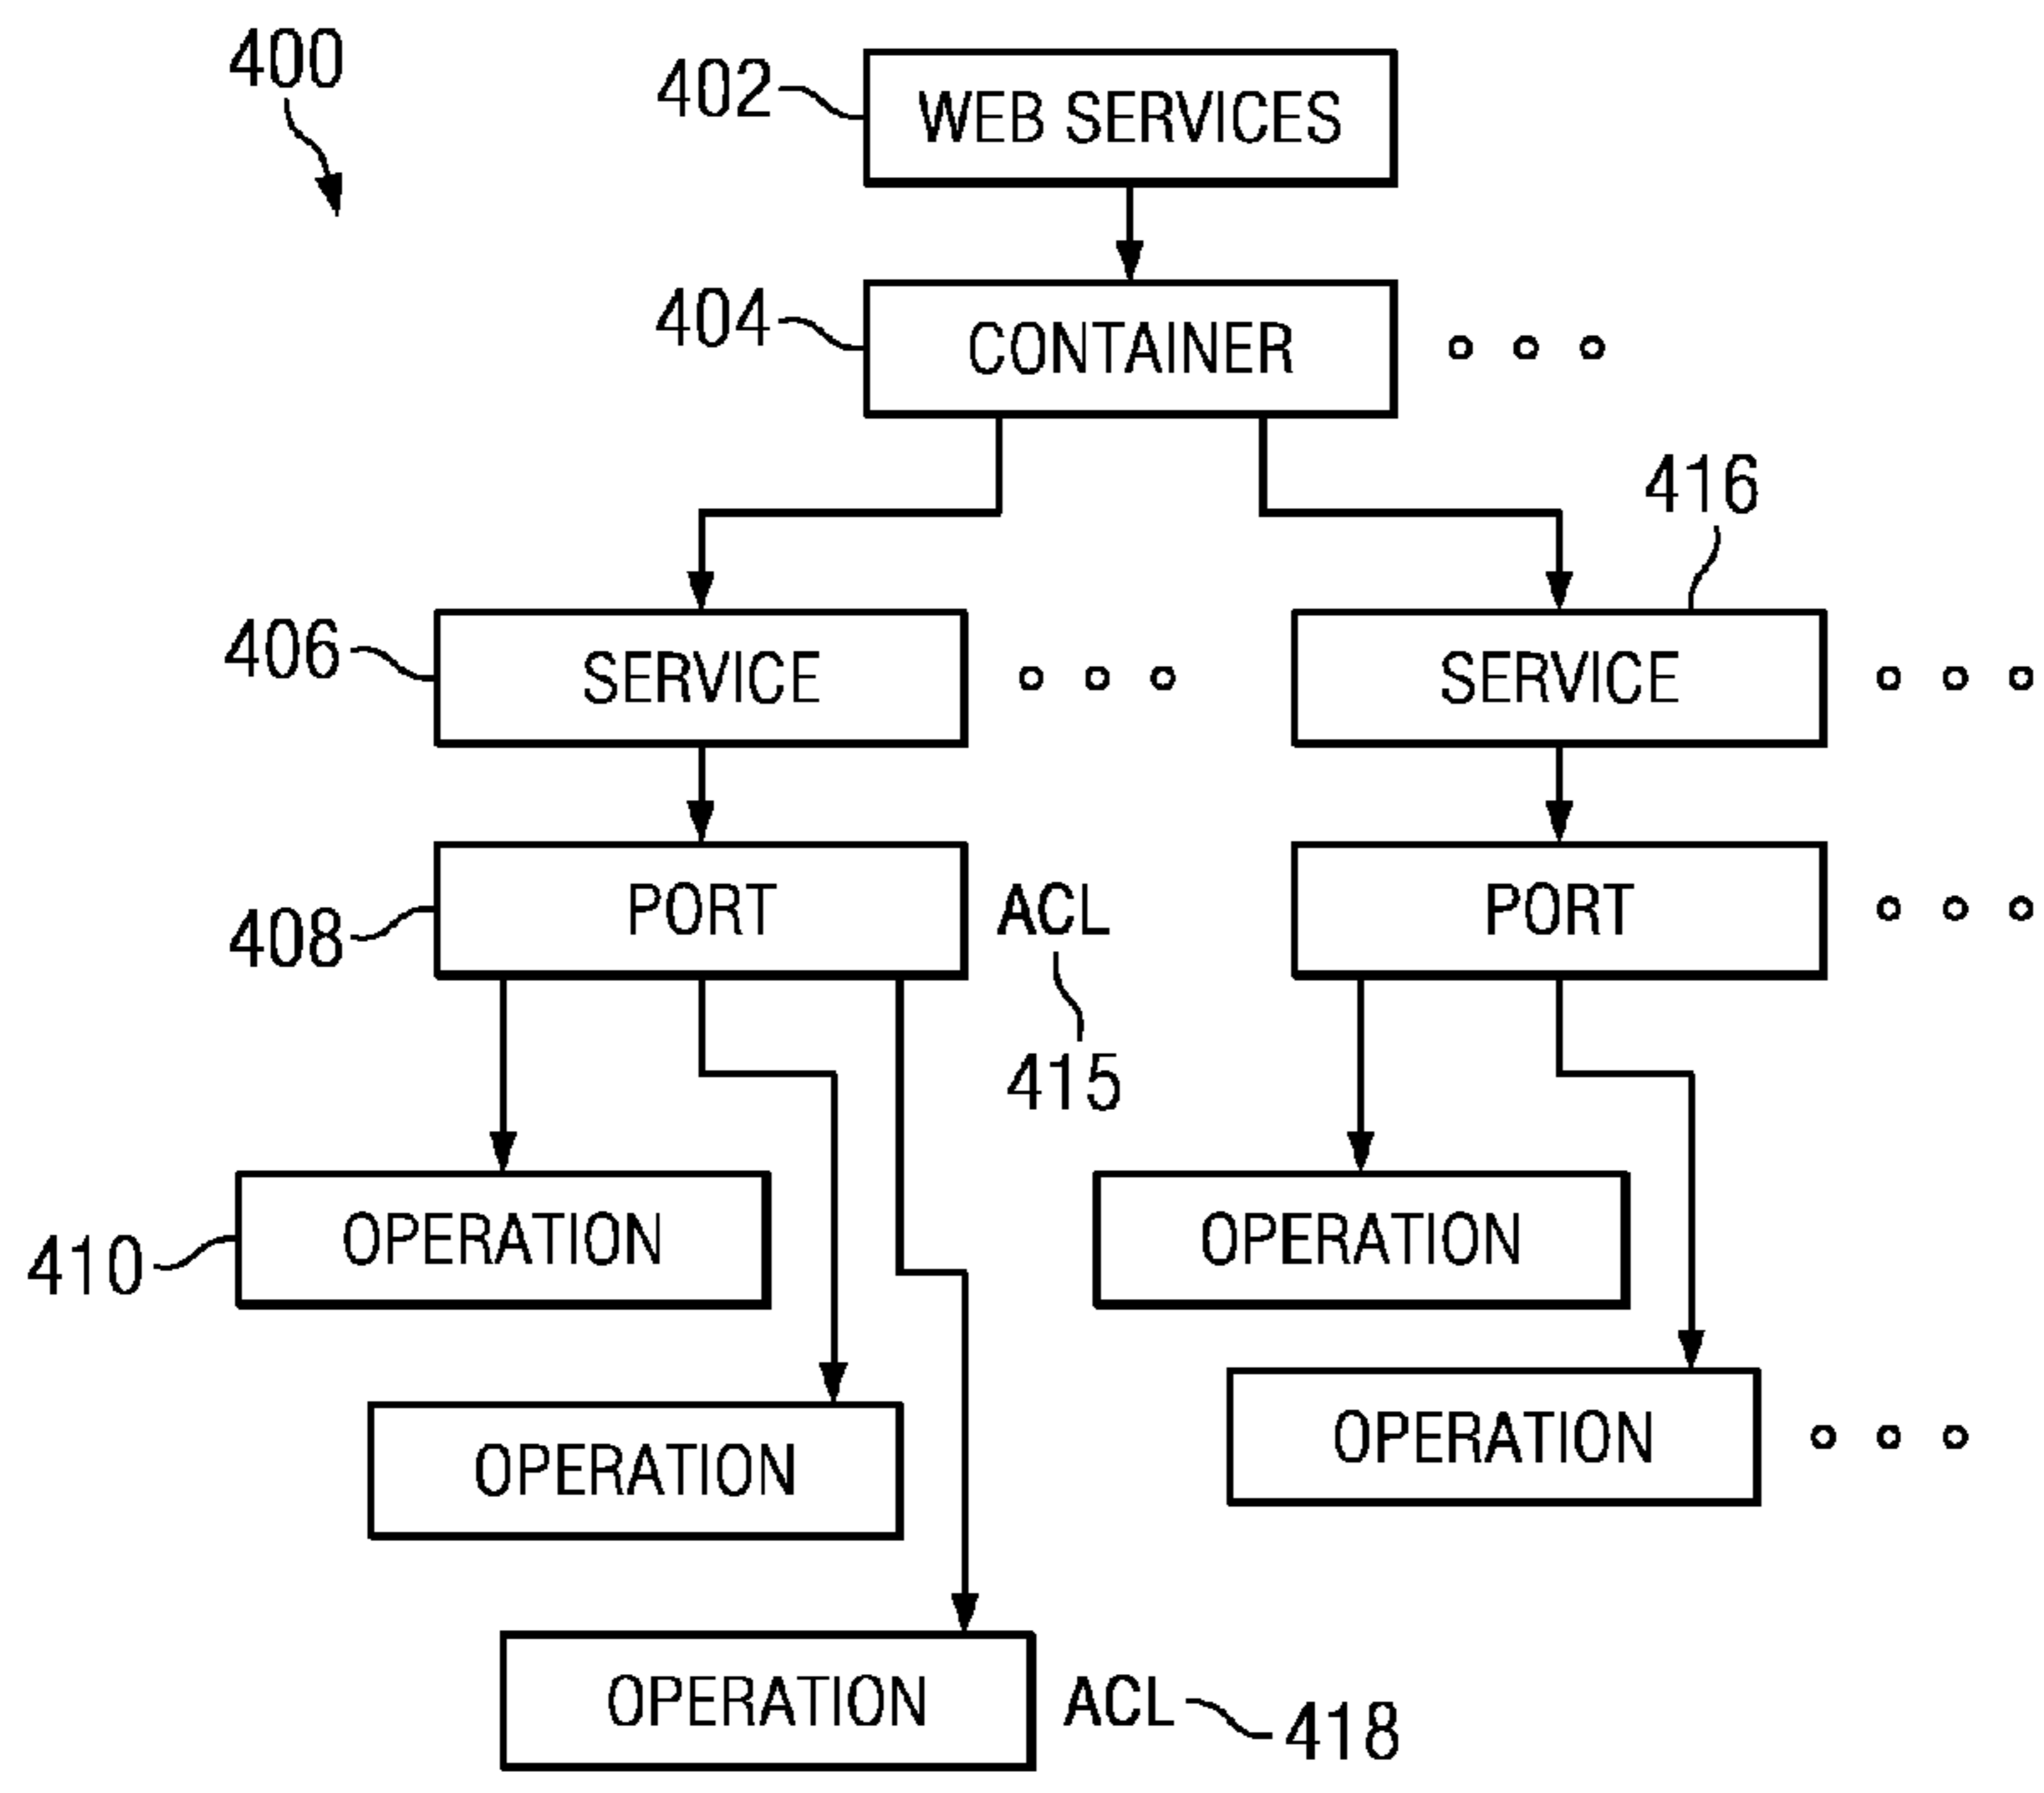 400
402
WEB SERVICES
404
CONTAINER
416
406
SERVICE
SERVICE
408
PORT
ACL
PORT
415
410
OPERATION
OPERATION
OPERATION
OPERATION
OPERATION
ACL
418